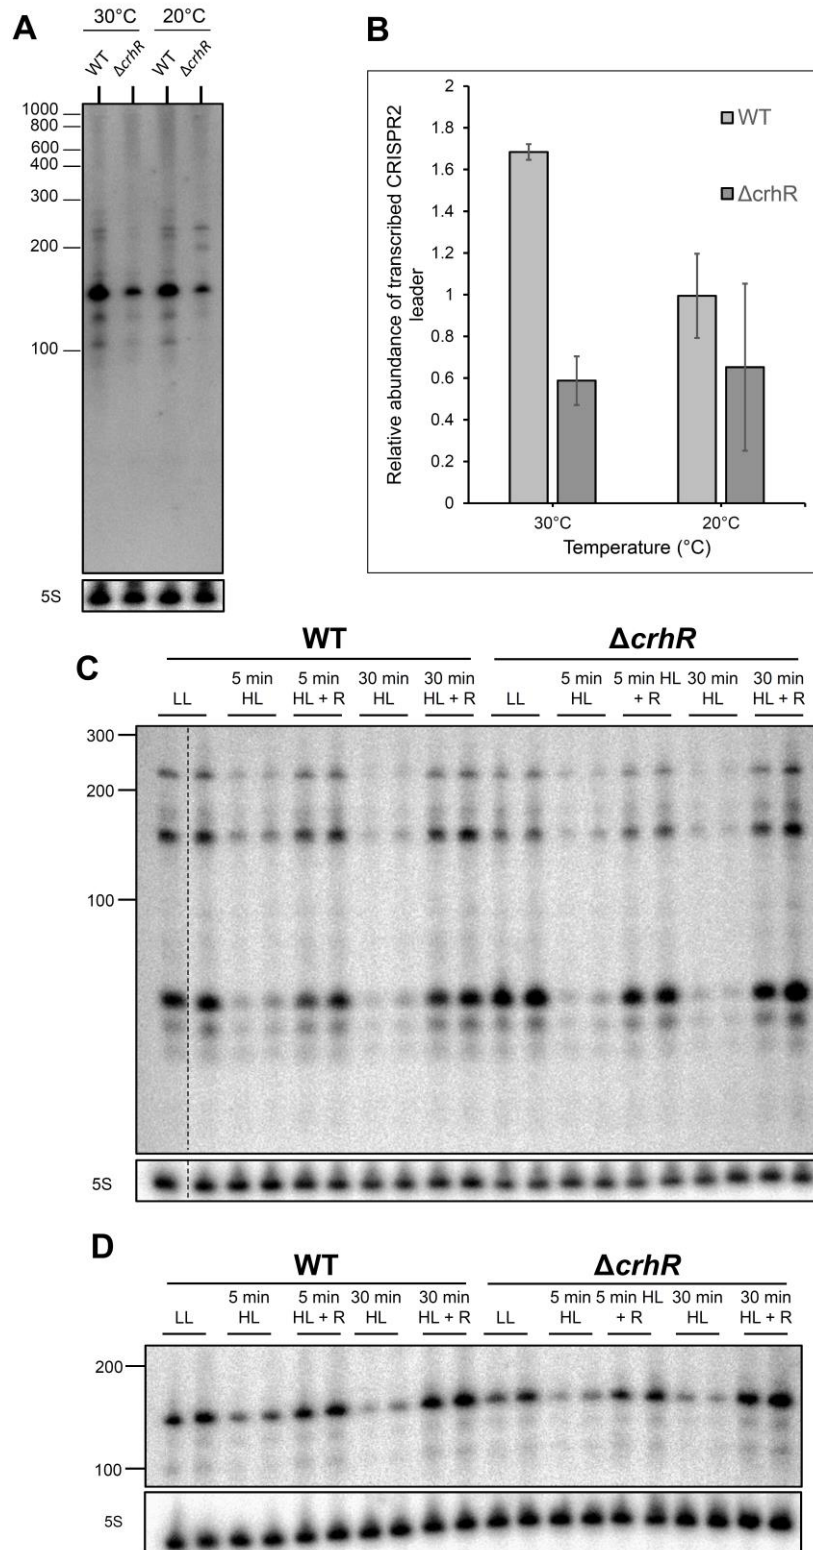 A
30°C 20°C
WT ΔcrhR WT ΔcrhR
1000
800
600
400
300
200
100
5S
B
Relative abundance of transcribed CRISPR2
leader
2
1.8
1.6
1.4
1.2
1
0.8
0.6
0.4
0.2
0
WT
ΔcrhR
30°C 20°C
Temperature (°C)
C
WT ΔcrhR
LL 5 min HL 5 min HL + R 30 min HL 30 min HL + R LL 5 min HL 5 min HL + R 30 min HL 30 min HL + R
300
200
100
5S
D
WT ΔcrhR
LL 5 min HL 5 min HL + R 30 min HL 30 min HL + R LL 5 min HL 5 min HL + R 30 min HL 30 min HL + R
200
100
5S